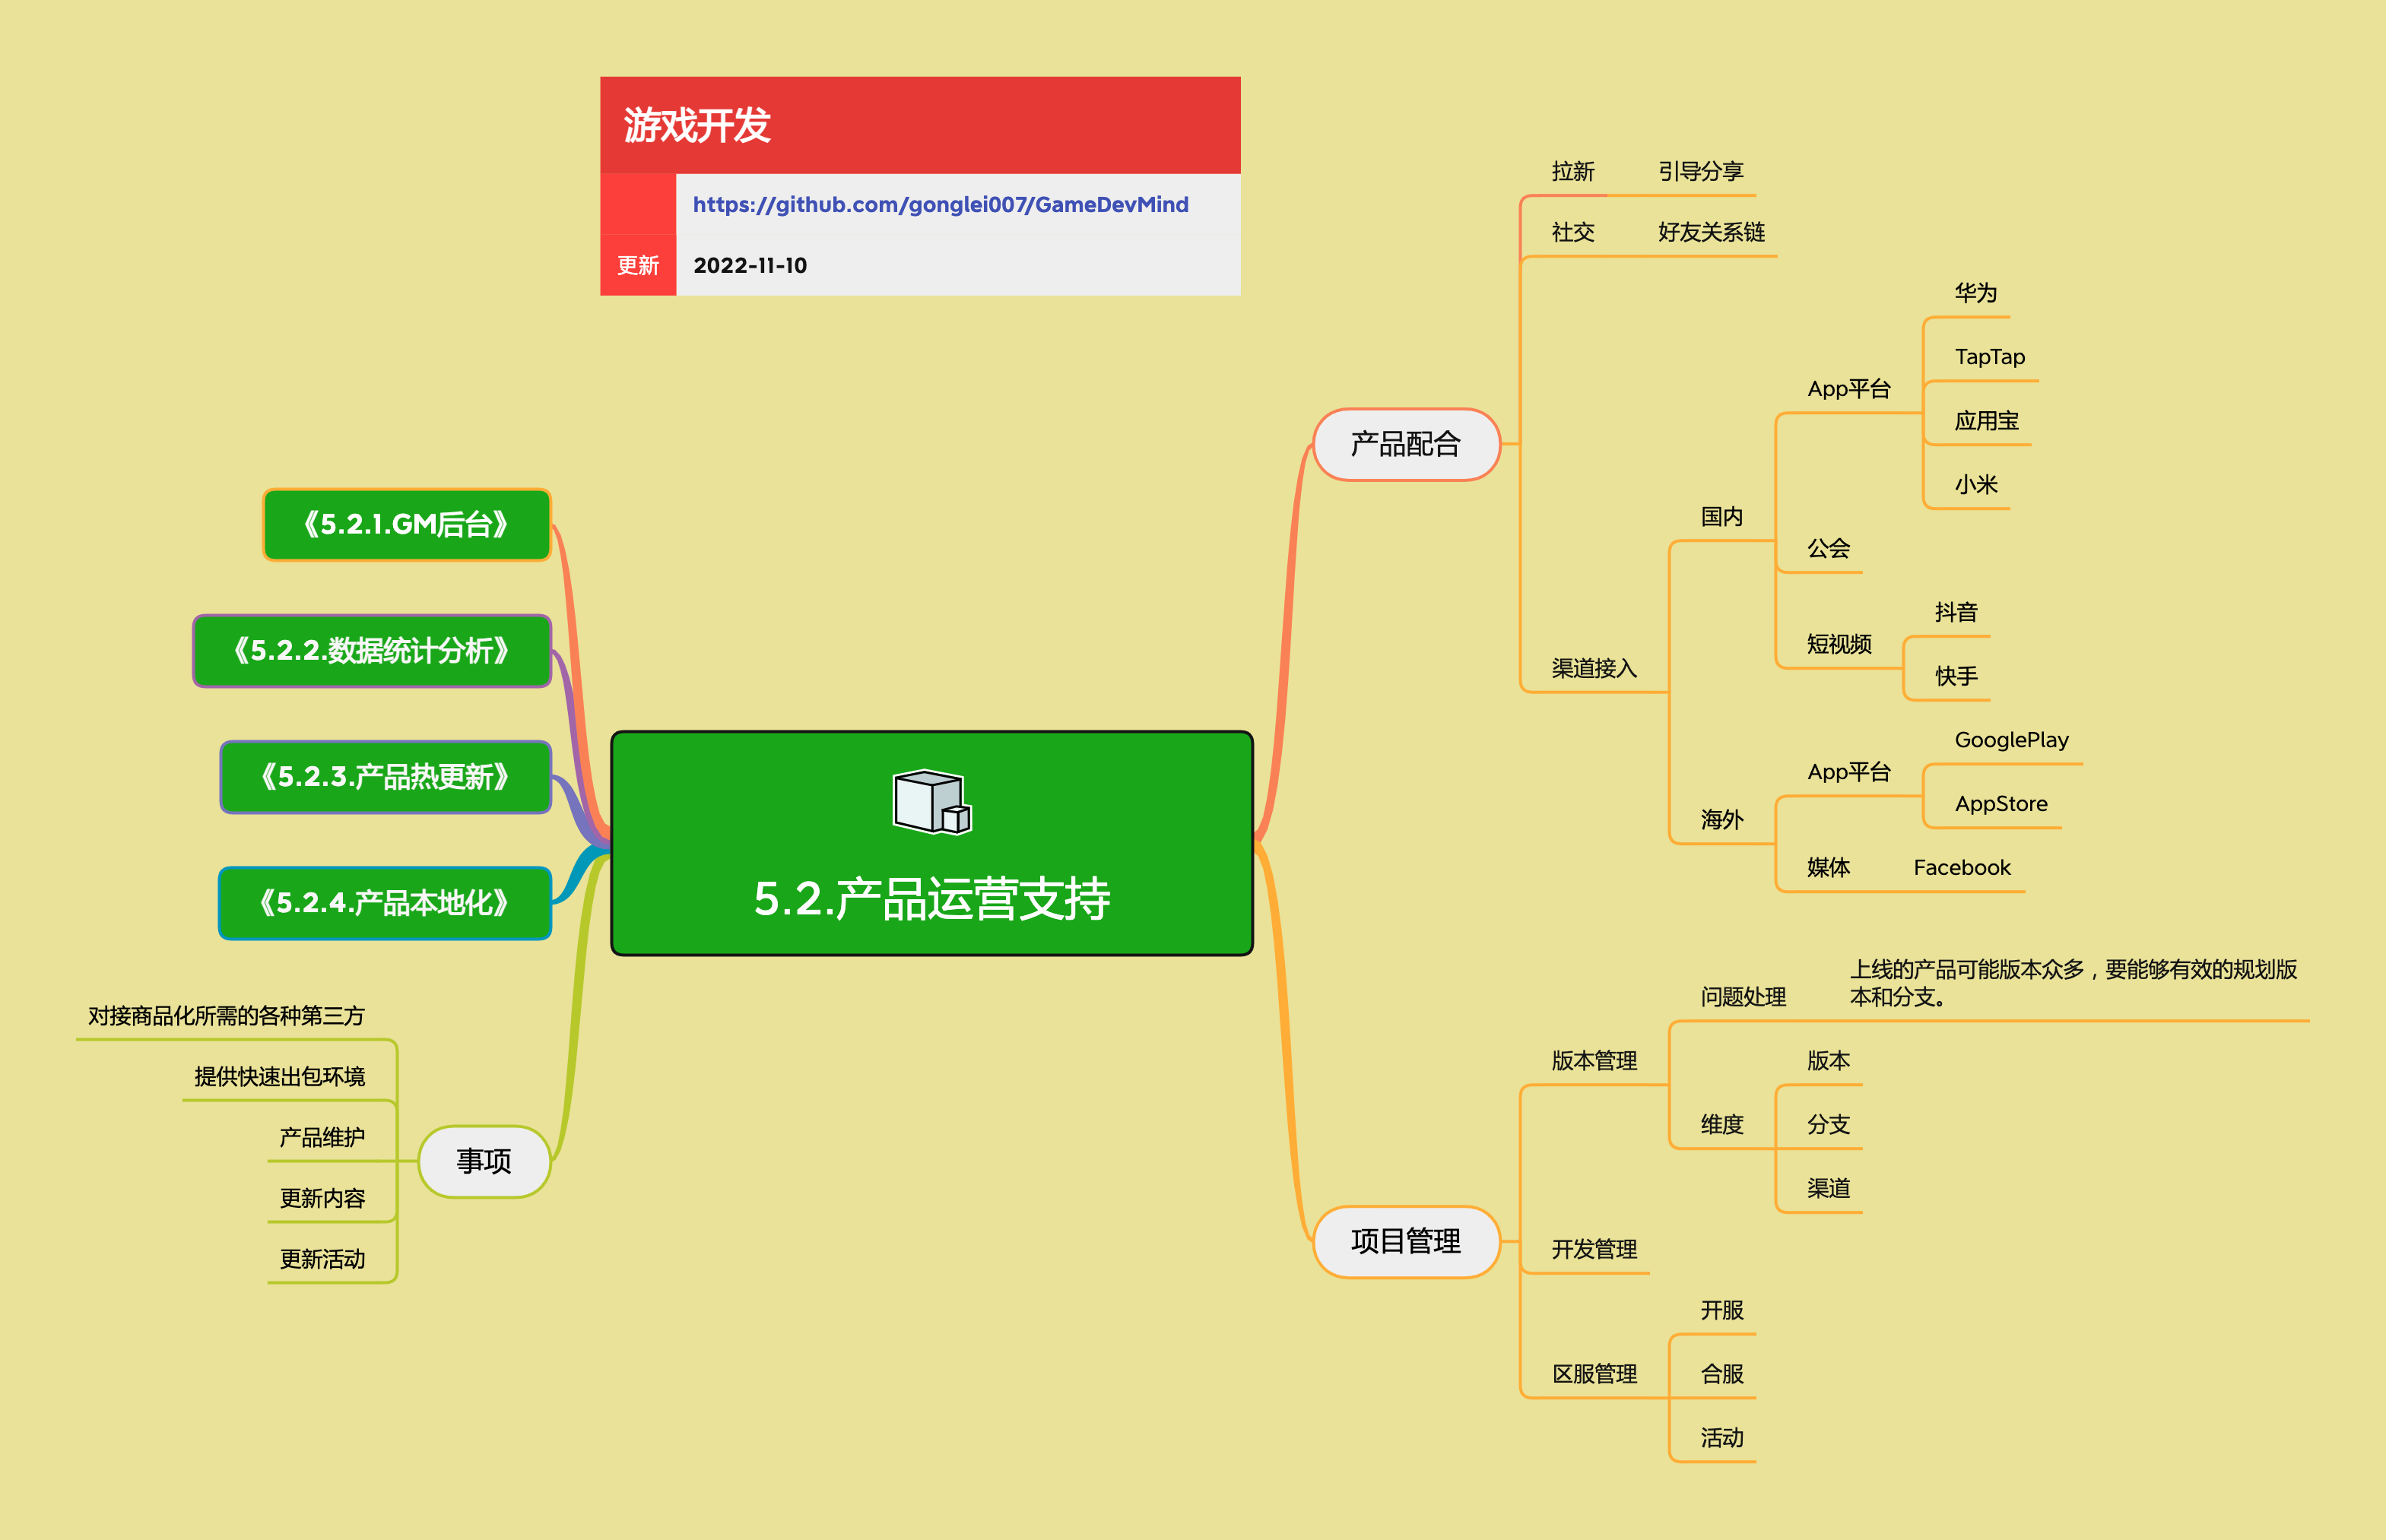 游戏开发
https://github.com/gonglei007/GameDevMind
更新
2022-11-10
5.2.产品运营支持
产品配合
拉新
引导分享
社交
好友关系链
渠道接入
国内
App平台
华为
TapTap
应用宝
小米
公会
短视频
抖音
快手
海外
App平台
GooglePlay
AppStore
媒体
Facebook
项目管理
版本管理
问题处理
上线的产品可能版本众多，要能够有效的规划版
本和分支。
维度
版本
分支
渠道
开发管理
区服管理
开服
合服
活动
《5.2.1.GM后台》
《5.2.2.数据统计分析》
《5.2.3.产品热更新》
《5.2.4.产品本地化》
事项
对接商品化所需的各种第三方
提供快速出包环境
产品维护
更新内容
更新活动